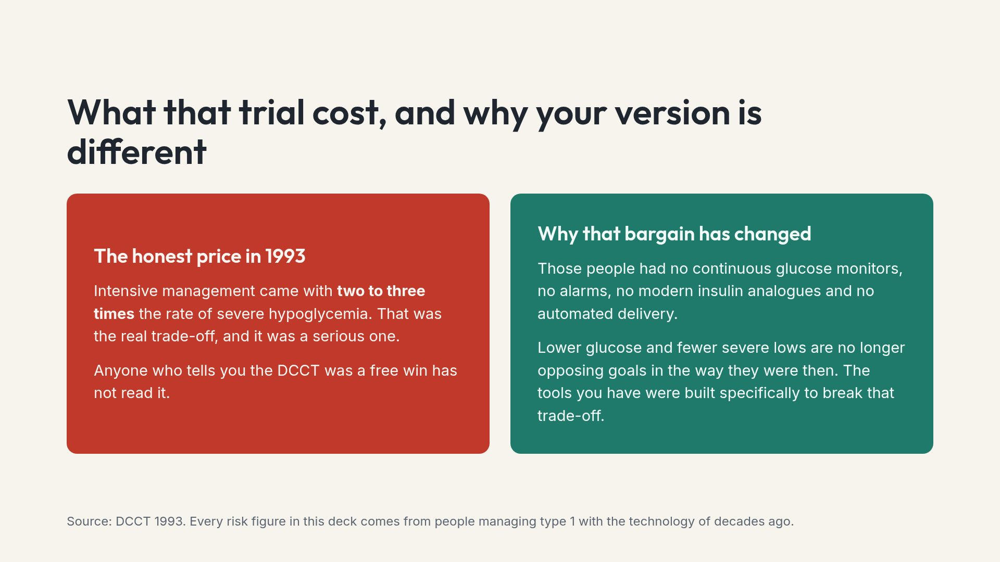 What that trial cost, and why your version is
different
The honest price in 1993
Intensive management came with two to three
times the rate of severe hypoglycemia. That was
the real trade-off, and it was a serious one.
Anyone who tells you the DCCT was a free win has
not read it.
Why that bargain has changed
Those people had no continuous glucose monitors,
no alarms, no modern insulin analogues and no
automated delivery.
Lower glucose and fewer severe lows are no longer
opposing goals in the way they were then. The
tools you have were built specifically to break that
trade-off.
Source: DCCT 1993. Every risk figure in this deck comes from people managing type 1 with the technology of decades ago.